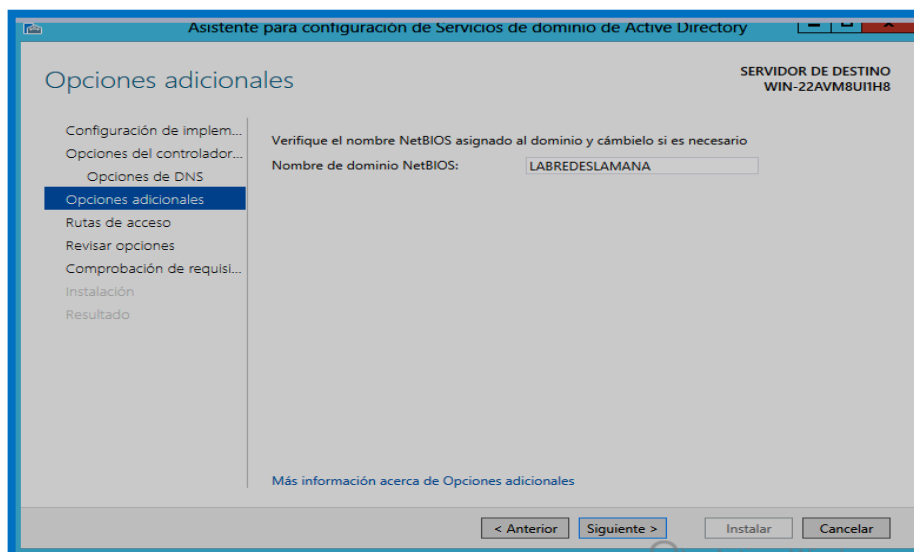 Asistente para configuración de Servicios de dominio de Active Directory
Opciones adicionales
SERVIDOR DE DESTINO
WIN-22AVM8UI1H8
Configuración de implem...
Opciones del controlador...
Opciones de DNS
Opciones adicionales
Rutas de acceso
Revisar opciones
Comprobación de requisi...
Instalación
Resultado
Verifique el nombre NetBIOS asignado al dominio y cámbielo si es necesario
Nombre de dominio NetBIOS: LABREDESLAMANA
Más información acerca de Opciones adicionales
< Anterior Siguiente > Instalar Cancelar